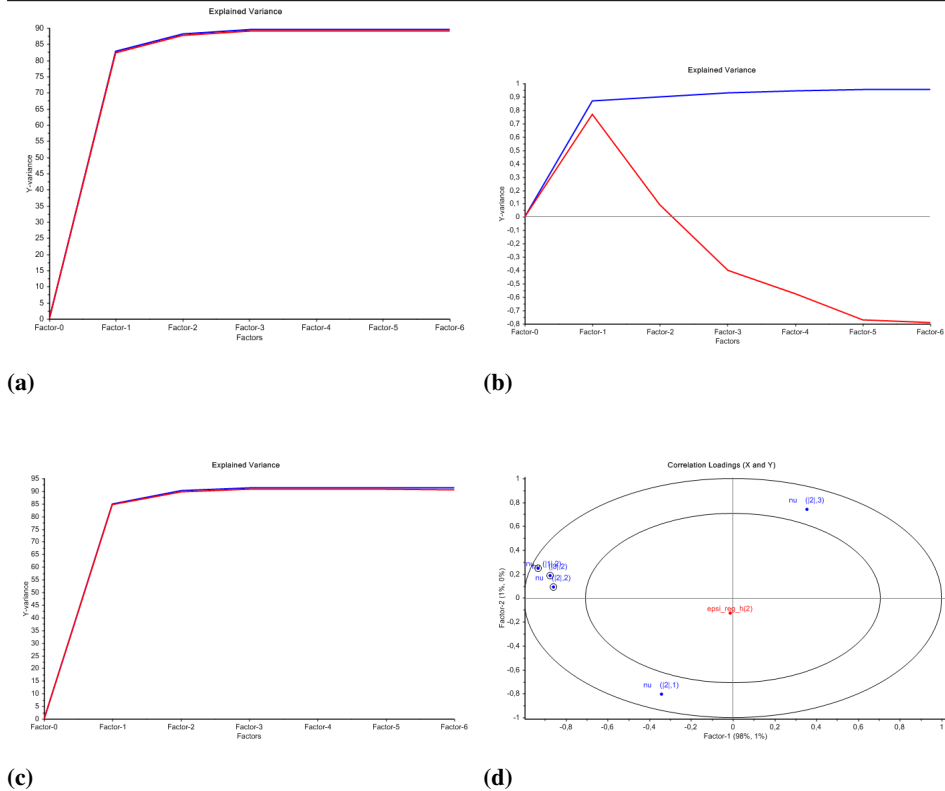 Explained Variance
90
85
80
75
70
65
60
55
50
45
40
35
30
25
20
15
10
5
0
Y-variance
Factor-0 Factor-1 Factor-2 Factor-3 Factor-4 Factor-5 Factor-6
Factors
(a)
Explained Variance
1
0,9
0,8
0,7
0,6
0,5
0,4
0,3
0,2
0,1
0
-0,2
-0,3
-0,4
-0,5
-0,6
-0,7
-0,8
Y-variance
Factor-0 Factor-1 Factor-2 Factor-3 Factor-4 Factor-5 Factor-6
Factors
(b)
Explained Variance
95
90
85
80
75
70
65
60
55
50
45
40
35
30
25
20
15
10
5
0
Y-variance
Factor-0 Factor-1 Factor-2 Factor-3 Factor-4 Factor-5 Factor-6
Factors
(c)
Correlation Loadings (X and Y)
1
0,8
0,6
0,4
0,2
0
-0,2
-0,4
-0,6
-0,8
-1
Factor-2 (1%, 0%)
nu (|2|,3)
nu (|2|,2)
epsi_reg_h(2)
nu (|2|,1)
-0,8 -0,6 -0,4 -0,2 0 0,2 0,4 0,6 0,8 1
Factor-1 (98%, 1%)
(d)